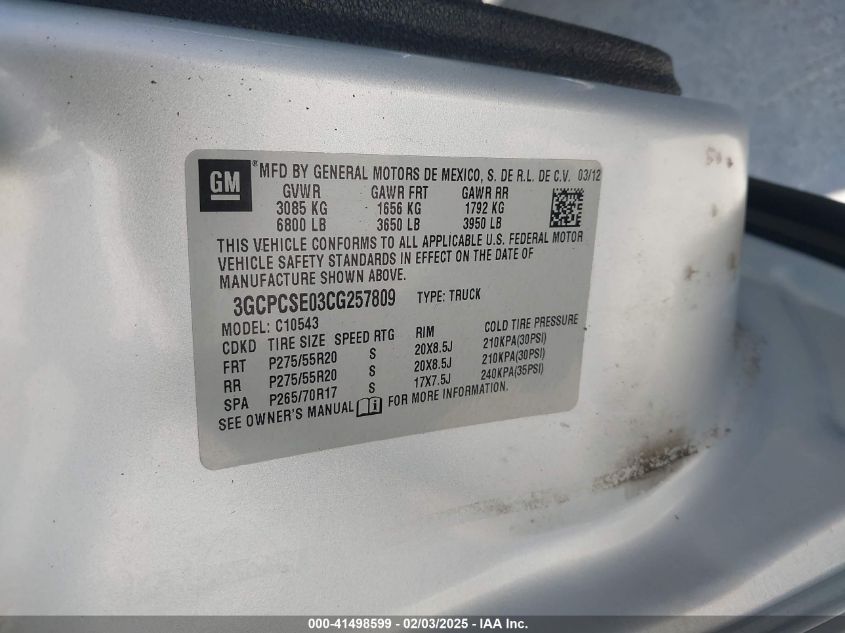 GM ® MFD BY GENERAL MOTORS DE MEXICO, S. DE R.L. DE C.V. 03/12
GVWR GAWR FRT GAWR RR
3085 KG 1656 KG 1792 KG
6800 LB 3650 LB 3950 LB
THIS VEHICLE CONFORMS TO ALL APPLICABLE U.S. FEDERAL MOTOR
VEHICLE SAFETY STANDARDS IN EFFECT ON THE DATE OF
MANUFACTURE SHOWN ABOVE.
3GCPCSE03CG257809 TYPE: TRUCK
MODEL: C10543
CDKD TIRE SIZE SPEED RTG RIM COLD TIRE PRESSURE
FRT P275/55R20 S 20X8.5J 210KPA(30PSI)
RR P275/55R20 S 20X8.5J 210KPA(30PSI)
SPA P265/70R17 S 17X7.5J 240KPA(35PSI)
SEE OWNER'S MANUAL FOR MORE INFORMATION.
000-41498599 - 02/03/2025 - IAA Inc.